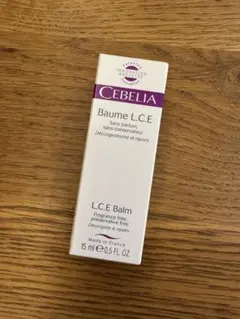 CEBELIA
Baume L.C.E
Sans parfum,
sans conservateur
Décongestionne et répare
L.C.E Balm
Fragrance free,
preservative free
Decongests & repairs
Made in France
15 ml ℮ 0.5 FL. OZ